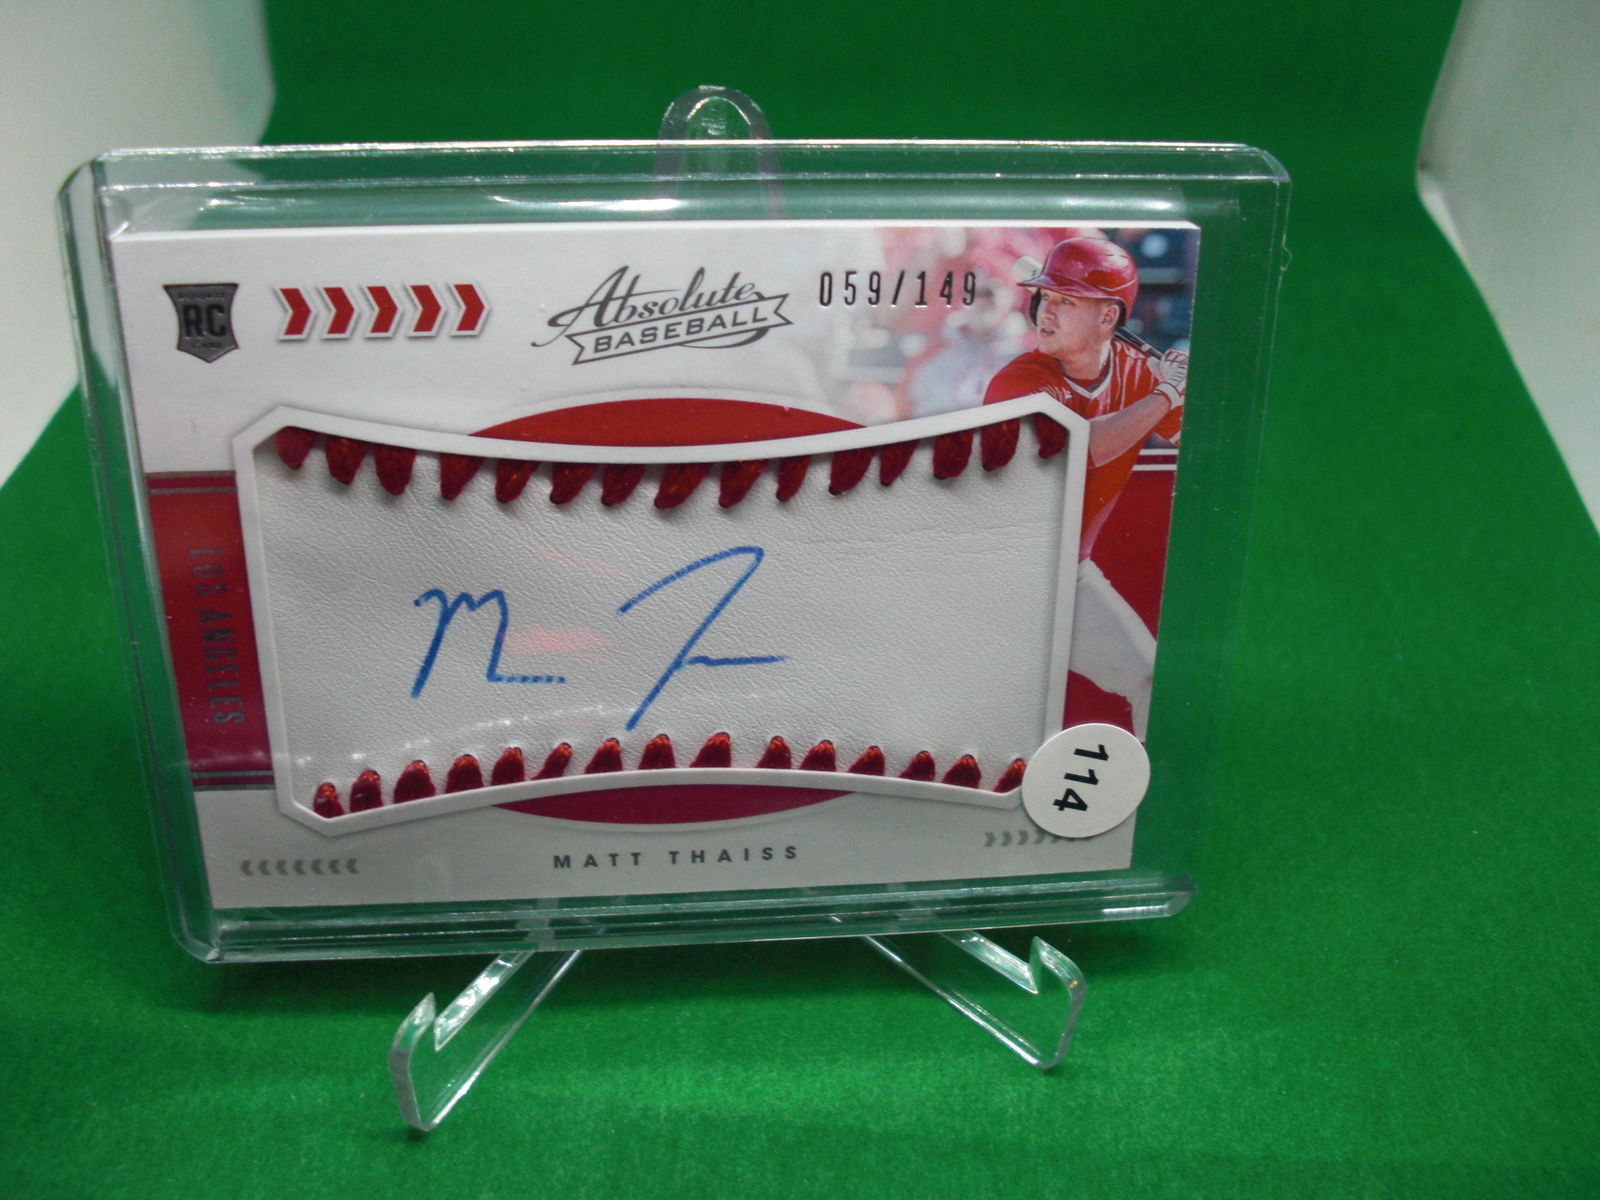 RC
Absolute
BASEBALL
059/149
LOS ANGELES
M T
114
MATT THAISS